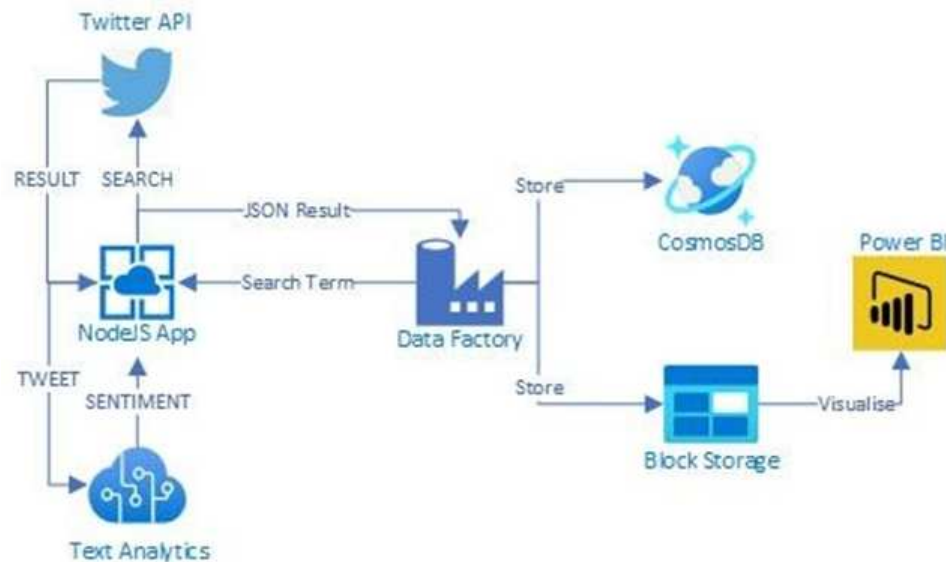 Twitter API
RESULT
SEARCH
JSON Result
Store
CosmosDB
Power BI
NodeJS App
Search Term
Data Factory
TWEET
SENTIMENT
Store
Visualise
Block Storage
Text Analytics